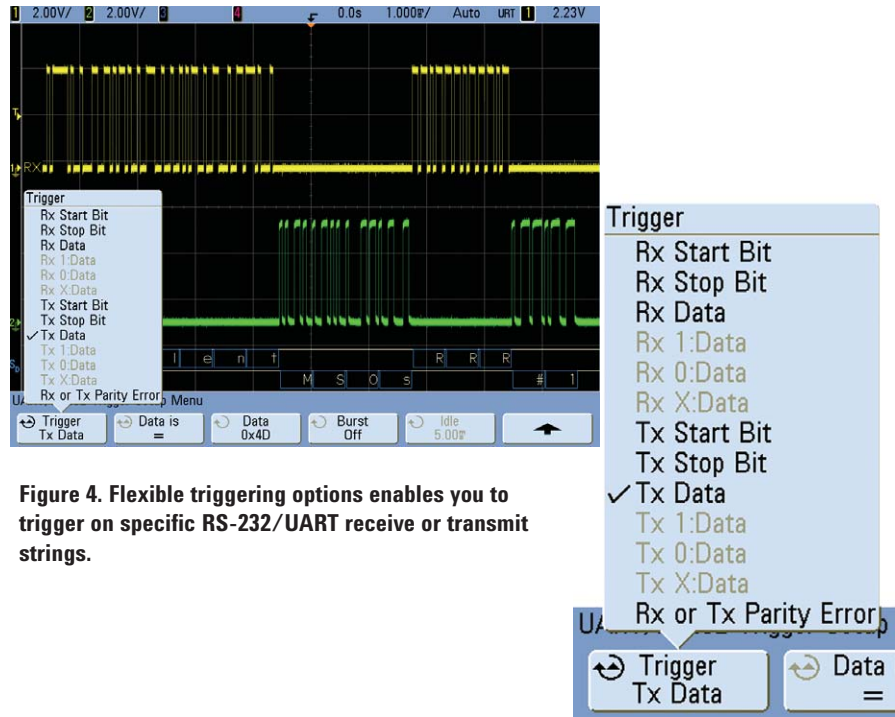 1 2.00V/ 2 2.00V/ 3 4 0.0s 1.000▿/ Auto URT 1 2.23V
T
1 RX
Trigger
Rx Start Bit
Rx Stop Bit
Rx Data
Rx 1:Data
Rx 0:Data
Rx X:Data
Tx Start Bit
Tx Stop Bit
✓ Tx Data
Tx 1:Data
Tx 0:Data
Tx X:Data
Rx or Tx Parity Error
2
l e n t R R R
M S O s # 1
Menu
Trigger Tx Data
Data is =
Data 0x4D
Burst Off
Idle
Figure 4. Flexible triggering options enables you to
trigger on specific RS-232/UART receive or transmit
strings.
Trigger
Rx Start Bit
Rx Stop Bit
Rx Data
Rx 1:Data
Rx 0:Data
Rx X:Data
Tx Start Bit
Tx Stop Bit
✓ Tx Data
Tx 1:Data
Tx 0:Data
Tx X:Data
Rx or Tx Parity Error
Trigger
Tx Data
Data
=